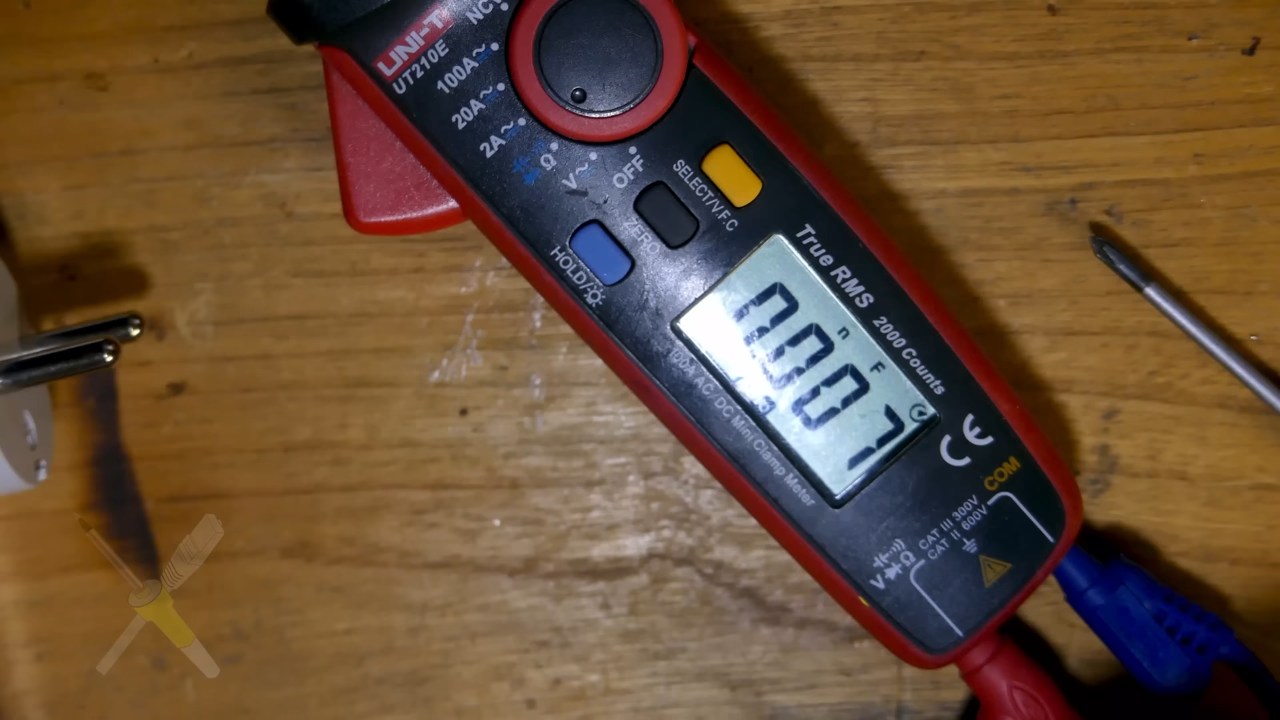 UNI-T
UT210E
NCV
100A~
20A~
2A~
Ω
V~
OFF
SELECT/V.F.C
ZERO
HOLD/
True RMS
2000 Counts
n
F
0.007
100A AC/DC Mini Clamp Meter
CE
COM
CAT III 300V
CAT II 600V
V Ω